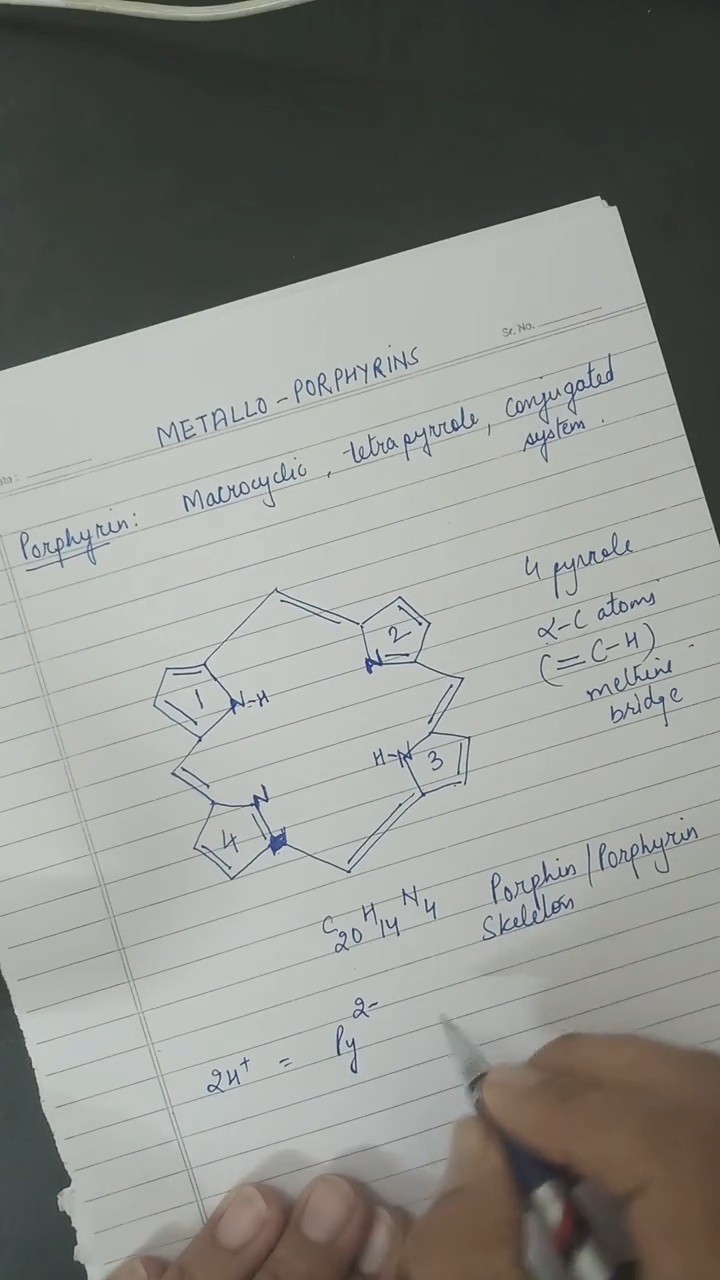 Sr. No.
METALLO - PORPHYRINS
Porphyrin: Macrocyclic, tetrapyrrole, conjugated
system.
4 pyrrole
α-C atoms
(=C-H)
methine
bridge
1
2
N-H
N
H-N
3
N
4
C20H14N4 Porphin/Porphyrin
Skeleton
2H+ = Py2-